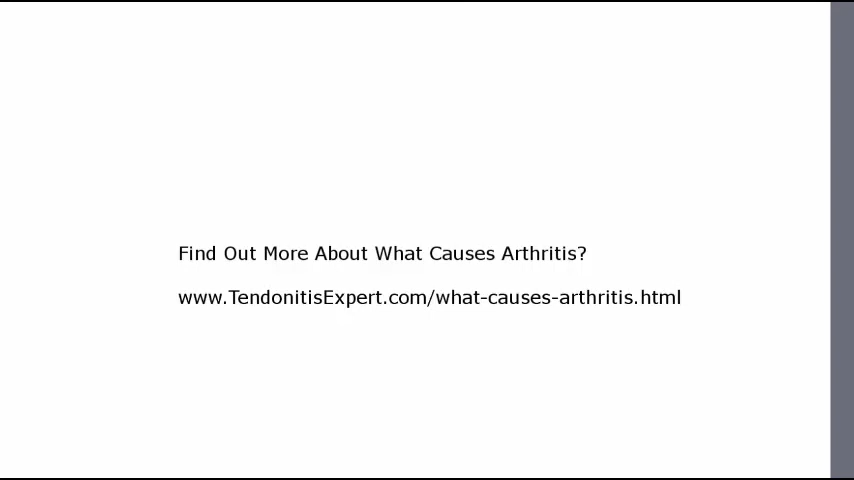 Find Out More About What Causes Arthritis?
www.TendonitisExpert.com/what-causes-arthritis.html